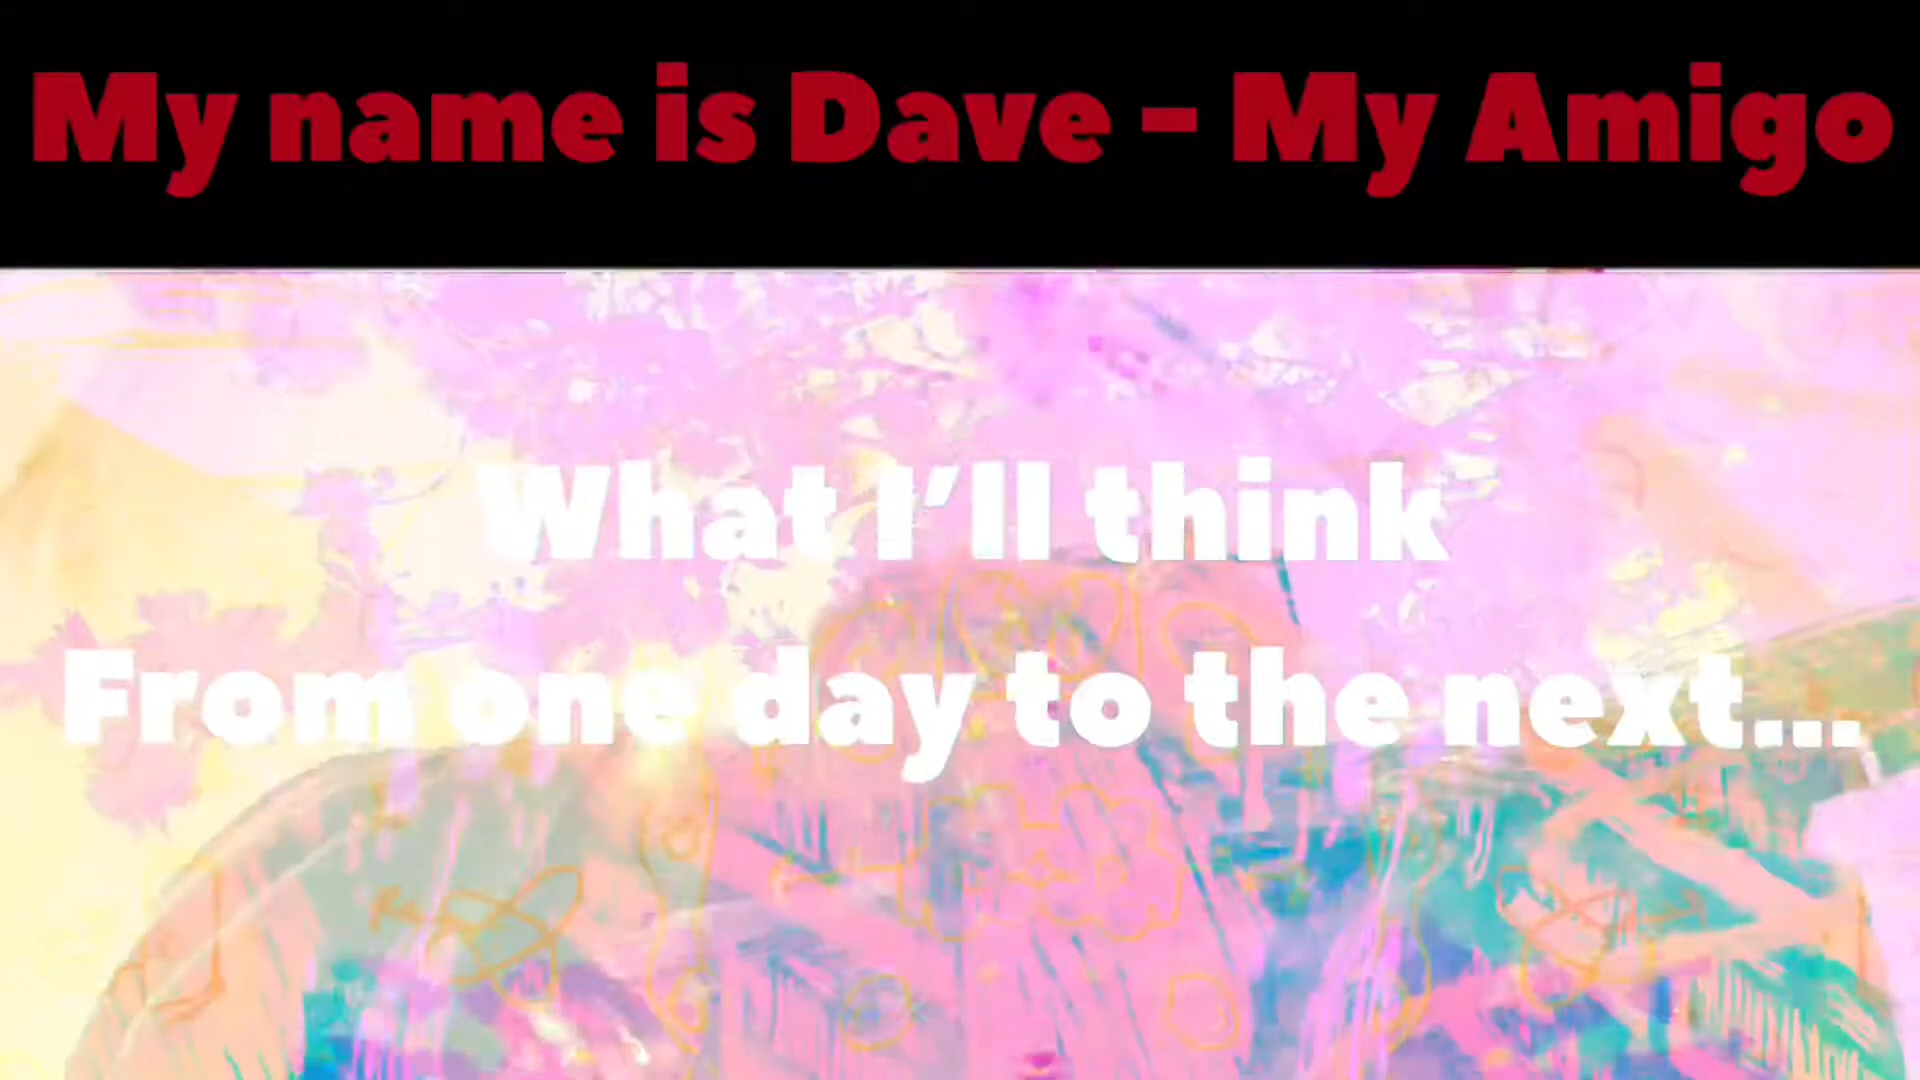 My name is Dave - My Amigo
What I'll think
From one day to the next...